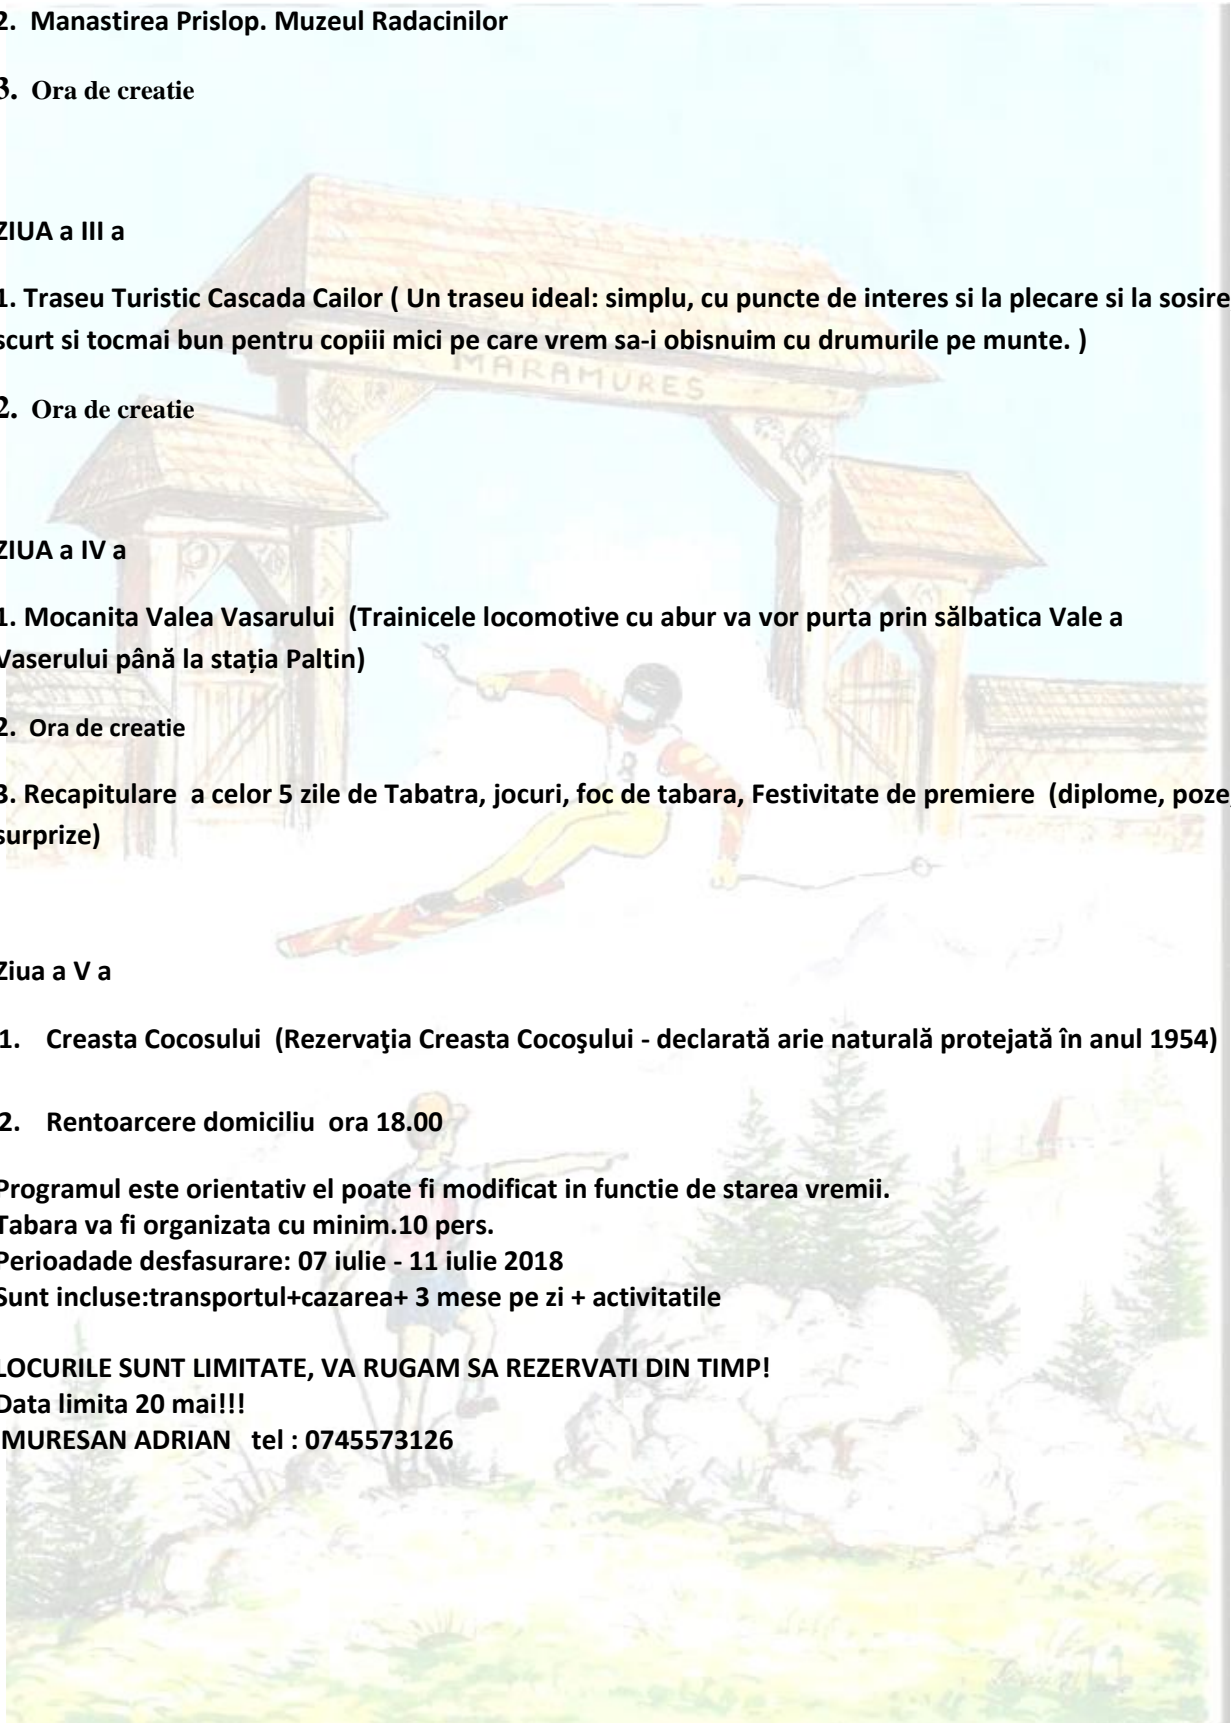 2. Manastirea Prislop. Muzeul Radacinilor
3. Ora de creatie
ZIUA a III a
1. Traseu Turistic Cascada Cailor ( Un traseu ideal: simplu, cu puncte de interes si la plecare si la sosire
scurt si tocmai bun pentru copiii mici pe care vrem sa-i obisnuim cu drumurile pe munte. )
MARAMURES
2. Ora de creatie
ZIUA a IV a
1. Mocanita Valea Vasarului (Trainicele locomotive cu abur va vor purta prin sălbatica Vale a
Vaserului până la stația Paltin)
2. Ora de creatie
3. Recapitulare a celor 5 zile de Tabatra, jocuri, foc de tabara, Festivitate de premiere (diplome, poze,
surprize)
8
Ziua a V a
1. Creasta Cocosului (Rezervaţia Creasta Cocoşului - declarată arie naturală protejată în anul 1954)
2. Rentoarcere domiciliu ora 18.00
Programul este orientativ el poate fi modificat in functie de starea vremii.
Tabara va fi organizata cu minim.10 pers.
Perioadade desfasurare: 07 iulie - 11 iulie 2018
Sunt incluse:transportul+cazarea+ 3 mese pe zi + activitatile
LOCURILE SUNT LIMITATE, VA RUGAM SA REZERVATI DIN TIMP!
Data limita 20 mai!!!
MURESAN ADRIAN tel : 0745573126